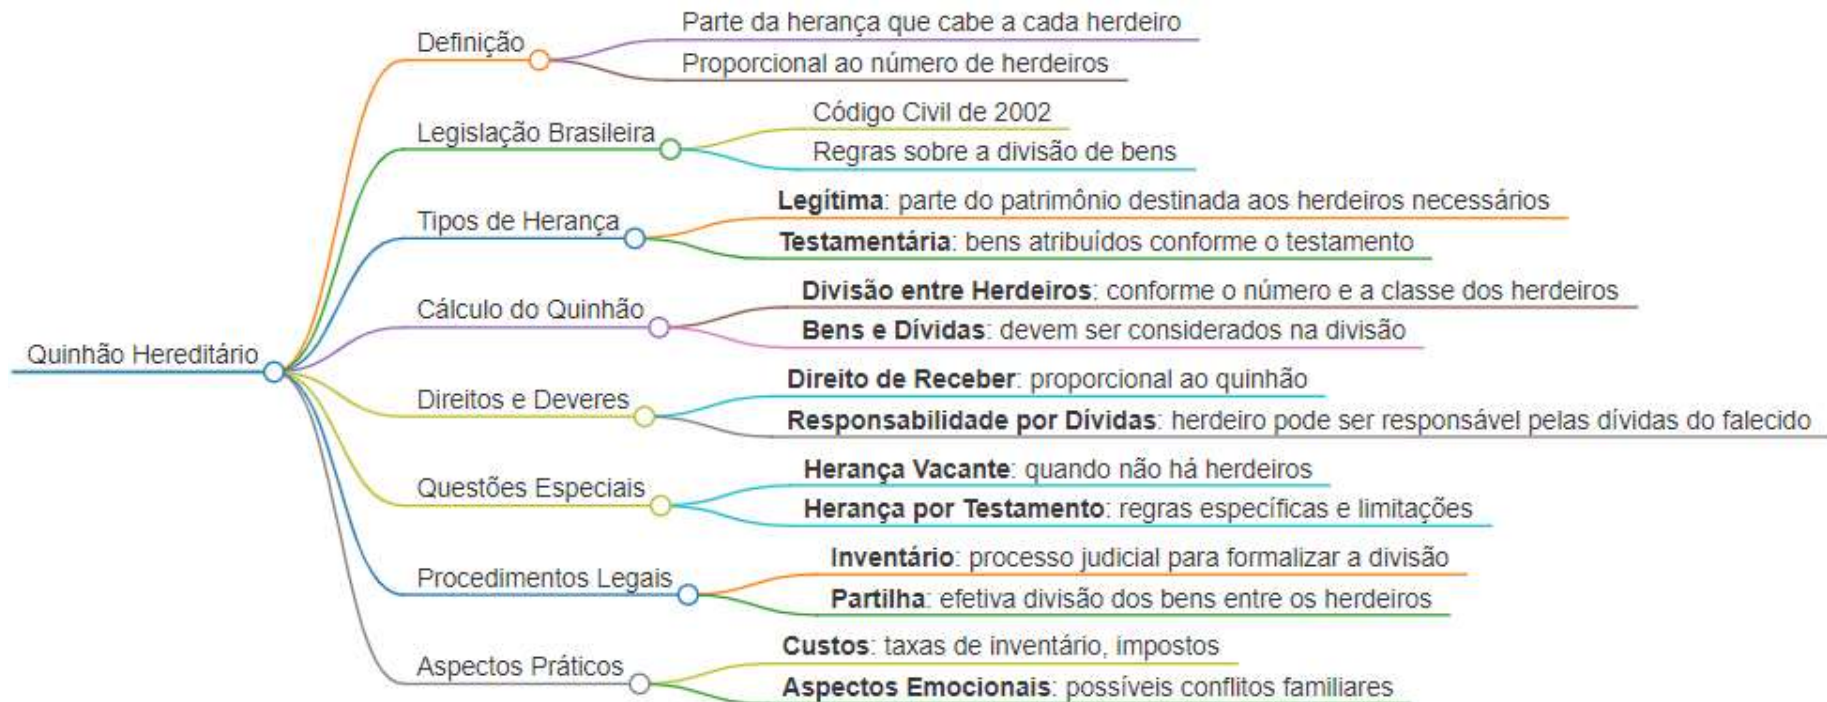 Quinhão Hereditário
Definição
Parte da herança que cabe a cada herdeiro
Proporcional ao número de herdeiros
Legislação Brasileira
Código Civil de 2002
Regras sobre a divisão de bens
Tipos de Herança
Legítima: parte do patrimônio destinada aos herdeiros necessários
Testamentária: bens atribuídos conforme o testamento
Cálculo do Quinhão
Divisão entre Herdeiros: conforme o número e a classe dos herdeiros
Bens e Dívidas: devem ser considerados na divisão
Direitos e Deveres
Direito de Receber: proporcional ao quinhão
Responsabilidade por Dívidas: herdeiro pode ser responsável pelas dívidas do falecido
Questões Especiais
Herança Vacante: quando não há herdeiros
Herança por Testamento: regras específicas e limitações
Procedimentos Legais
Inventário: processo judicial para formalizar a divisão
Partilha: efetiva divisão dos bens entre os herdeiros
Aspectos Práticos
Custos: taxas de inventário, impostos
Aspectos Emocionais: possíveis conflitos familiares